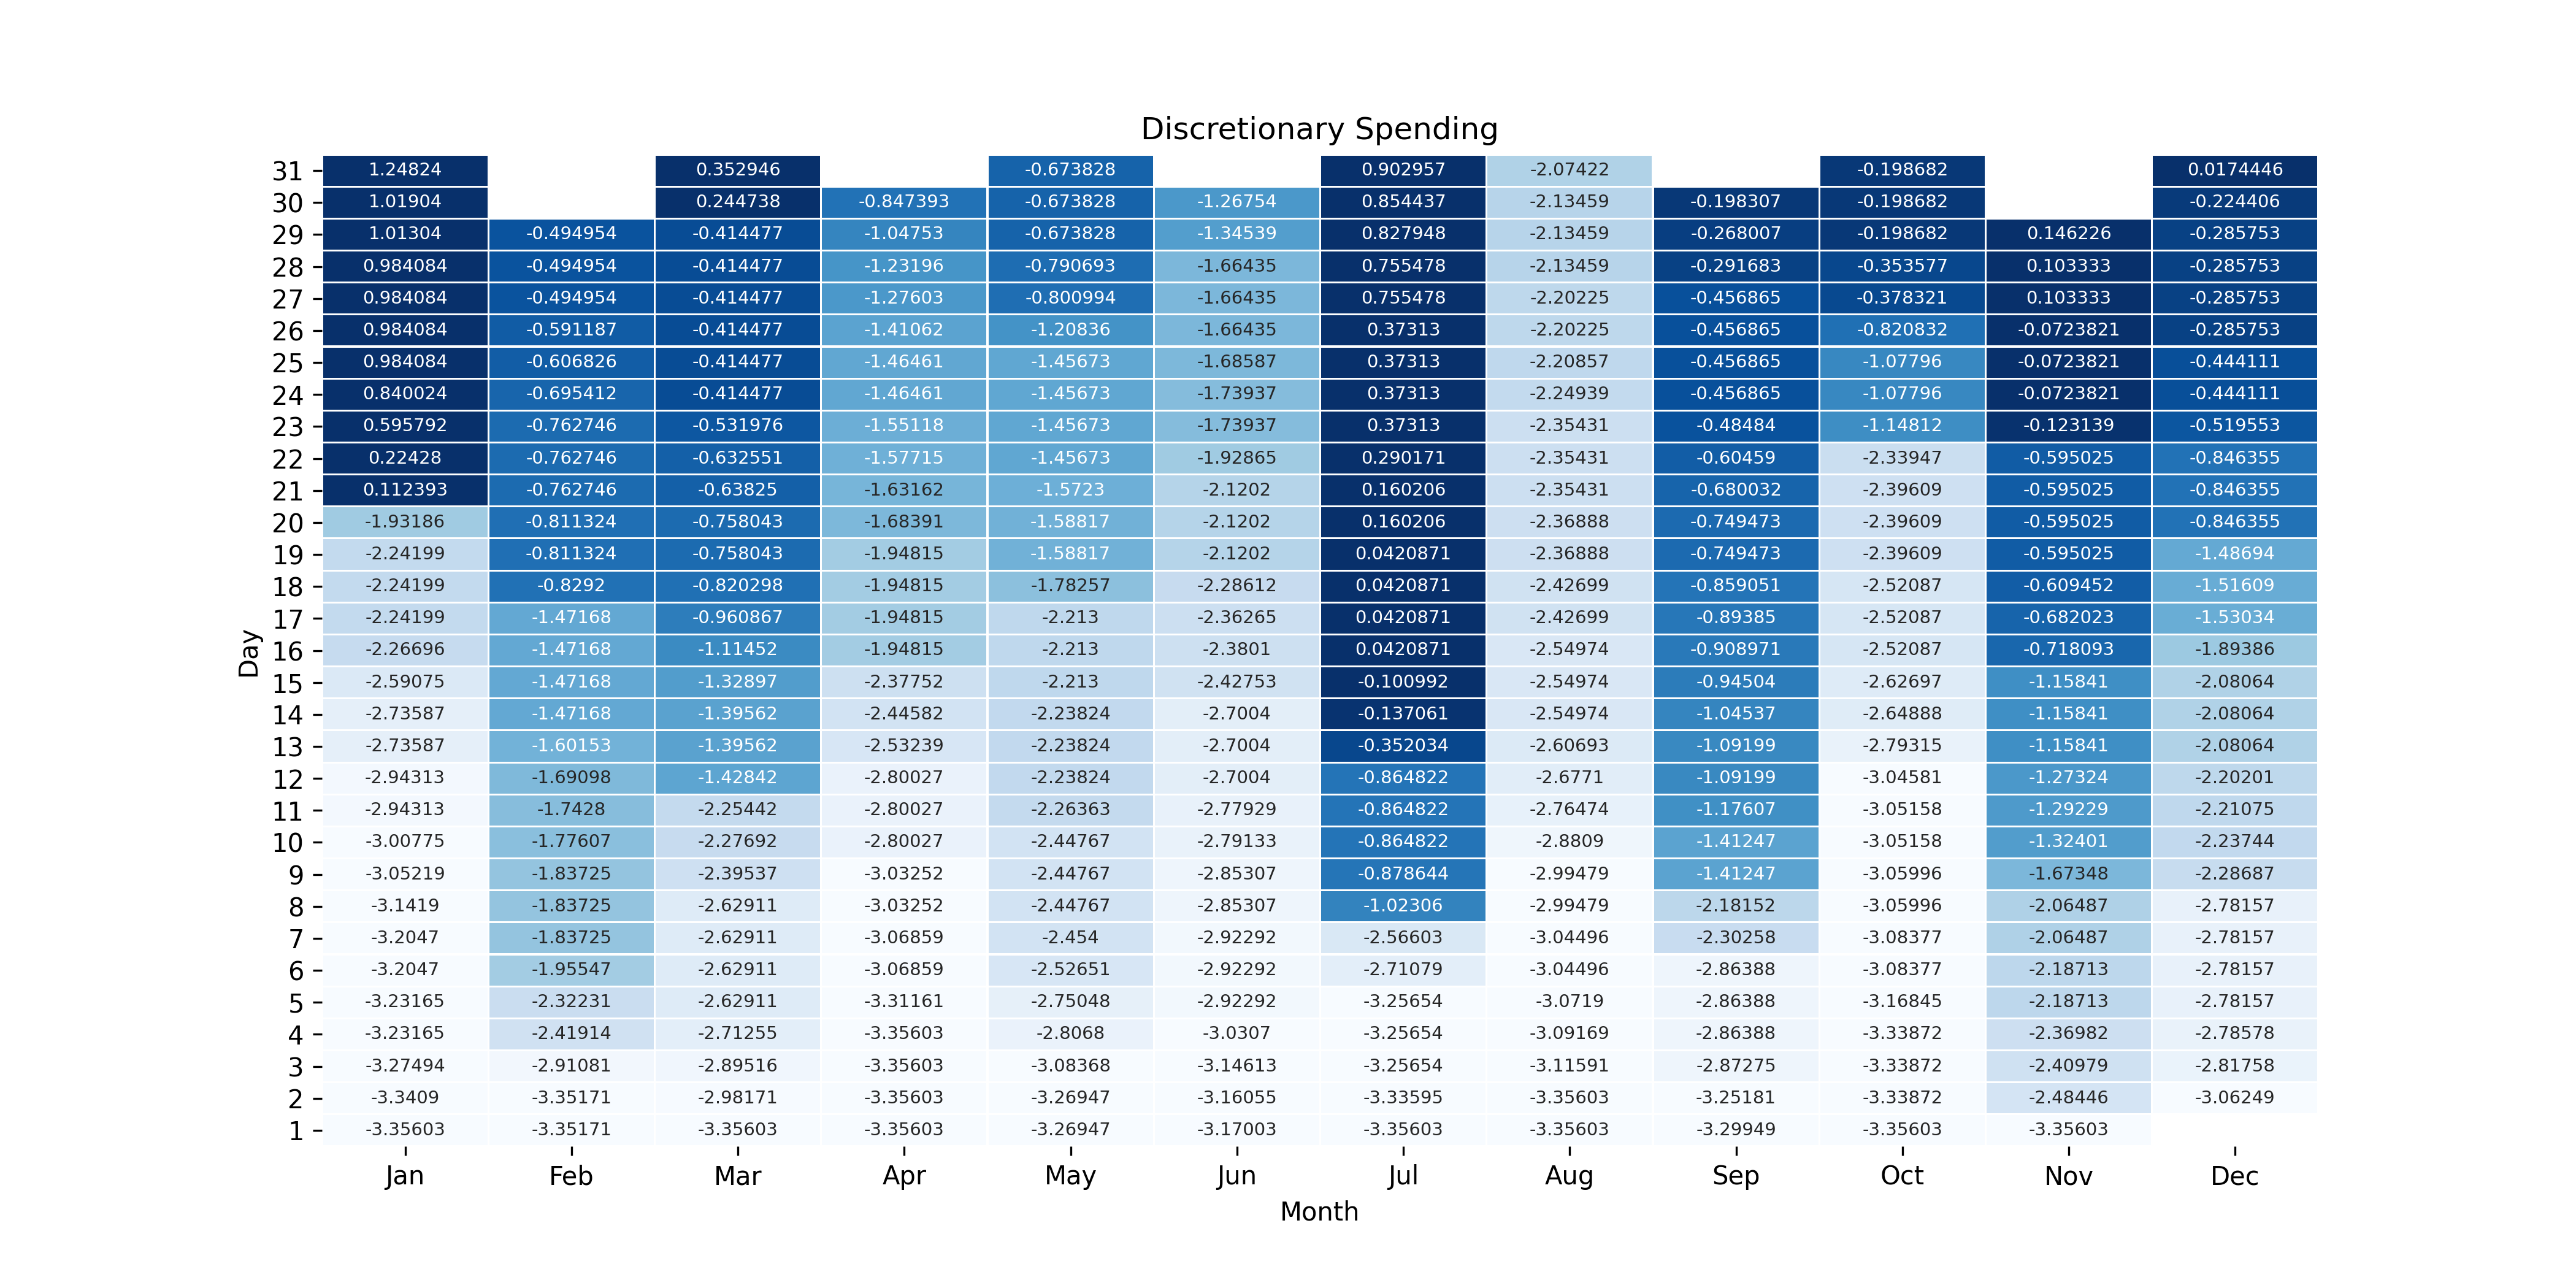 Discretionary Spending
31 1.24824 0.352946 -0.673828 0.902957 -2.07422 -0.198682 0.0174446
30 1.01904 0.244738 -0.847393 -0.673828 -1.26754 0.854437 -2.13459 -0.198307 -0.198682 -0.224406
29 1.01304 -0.494954 -0.414477 -1.04753 -0.673828 -1.34539 0.827948 -2.13459 -0.268007 -0.198682 0.146226 -0.285753
28 0.984084 -0.494954 -0.414477 -1.23196 -0.790693 -1.66435 0.755478 -2.13459 -0.291683 -0.353577 0.103333 -0.285753
27 0.984084 -0.494954 -0.414477 -1.27603 -0.800994 -1.66435 0.755478 -2.20225 -0.456865 -0.378321 0.103333 -0.285753
26 0.984084 -0.591187 -0.414477 -1.41062 -1.20836 -1.66435 0.37313 -2.20225 -0.456865 -0.820832 -0.0723821 -0.285753
25 0.984084 -0.606826 -0.414477 -1.46461 -1.45673 -1.68587 0.37313 -2.20857 -0.456865 -1.07796 -0.0723821 -0.444111
24 0.840024 -0.695412 -0.414477 -1.46461 -1.45673 -1.73937 0.37313 -2.24939 -0.456865 -1.07796 -0.0723821 -0.444111
23 0.595792 -0.762746 -0.531976 -1.55118 -1.45673 -1.73937 0.37313 -2.35431 -0.48484 -1.14812 -0.123139 -0.519553
22 0.22428 -0.762746 -0.632551 -1.57715 -1.45673 -1.92865 0.290171 -2.35431 -0.60459 -2.33947 -0.595025 -0.846355
21 0.112393 -0.762746 -0.63825 -1.63162 -1.5723 -2.1202 0.160206 -2.35431 -0.680032 -2.39609 -0.595025 -0.846355
20 -1.93186 -0.811324 -0.758043 -1.68391 -1.58817 -2.1202 0.160206 -2.36888 -0.749473 -2.39609 -0.595025 -0.846355
19 -2.24199 -0.811324 -0.758043 -1.94815 -1.58817 -2.1202 0.0420871 -2.36888 -0.749473 -2.39609 -0.595025 -1.48694
18 -2.24199 -0.8292 -0.820298 -1.94815 -1.78257 -2.28612 0.0420871 -2.42699 -0.859051 -2.52087 -0.609452 -1.51609
17 -2.24199 -1.47168 -0.960867 -1.94815 -2.213 -2.36265 0.0420871 -2.42699 -0.89385 -2.52087 -0.682023 -1.53034
16 -2.26696 -1.47168 -1.11452 -1.94815 -2.213 -2.3801 0.0420871 -2.54974 -0.908971 -2.52087 -0.718093 -1.89386
15 -2.59075 -1.47168 -1.32897 -2.37752 -2.213 -2.42753 -0.100992 -2.54974 -0.94504 -2.62697 -1.15841 -2.08064
14 -2.73587 -1.47168 -1.39562 -2.44582 -2.23824 -2.7004 -0.137061 -2.54974 -1.04537 -2.64888 -1.15841 -2.08064
13 -2.73587 -1.60153 -1.39562 -2.53239 -2.23824 -2.7004 -0.352034 -2.60693 -1.09199 -2.79315 -1.15841 -2.08064
12 -2.94313 -1.69098 -1.42842 -2.80027 -2.23824 -2.7004 -0.864822 -2.6771 -1.09199 -3.04581 -1.27324 -2.20201
11 -2.94313 -1.7428 -2.25442 -2.80027 -2.26363 -2.77929 -0.864822 -2.76474 -1.17607 -3.05158 -1.29229 -2.21075
10 -3.00775 -1.77607 -2.27692 -2.80027 -2.44767 -2.79133 -0.864822 -2.8809 -1.41247 -3.05158 -1.32401 -2.23744
9 -3.05219 -1.83725 -2.39537 -3.03252 -2.44767 -2.85307 -0.878644 -2.99479 -1.41247 -3.05996 -1.67348 -2.28687
8 -3.1419 -1.83725 -2.62911 -3.03252 -2.44767 -2.85307 -1.02306 -2.99479 -2.18152 -3.05996 -2.06487 -2.78157
7 -3.2047 -1.83725 -2.62911 -3.06859 -2.454 -2.92292 -2.56603 -3.04496 -2.30258 -3.08377 -2.06487 -2.78157
6 -3.2047 -1.95547 -2.62911 -3.06859 -2.52651 -2.92292 -2.71079 -3.04496 -2.86388 -3.08377 -2.18713 -2.78157
5 -3.23165 -2.32231 -2.62911 -3.31161 -2.75048 -2.92292 -3.25654 -3.0719 -2.86388 -3.16845 -2.18713 -2.78157
4 -3.23165 -2.41914 -2.71255 -3.35603 -2.8068 -3.0307 -3.25654 -3.09169 -2.86388 -3.33872 -2.36982 -2.78578
3 -3.27494 -2.91081 -2.89516 -3.35603 -3.08368 -3.14613 -3.25654 -3.11591 -2.87275 -3.33872 -2.40979 -2.81758
2 -3.3409 -3.35171 -2.98171 -3.35603 -3.26947 -3.16055 -3.33595 -3.35603 -3.25181 -3.33872 -2.48446 -3.06249
1 -3.35603 -3.35171 -3.35603 -3.35603 -3.26947 -3.17003 -3.35603 -3.35603 -3.29949 -3.35603 -3.35603
Day
Jan Feb Mar Apr May Jun Jul Aug Sep Oct Nov Dec
Month